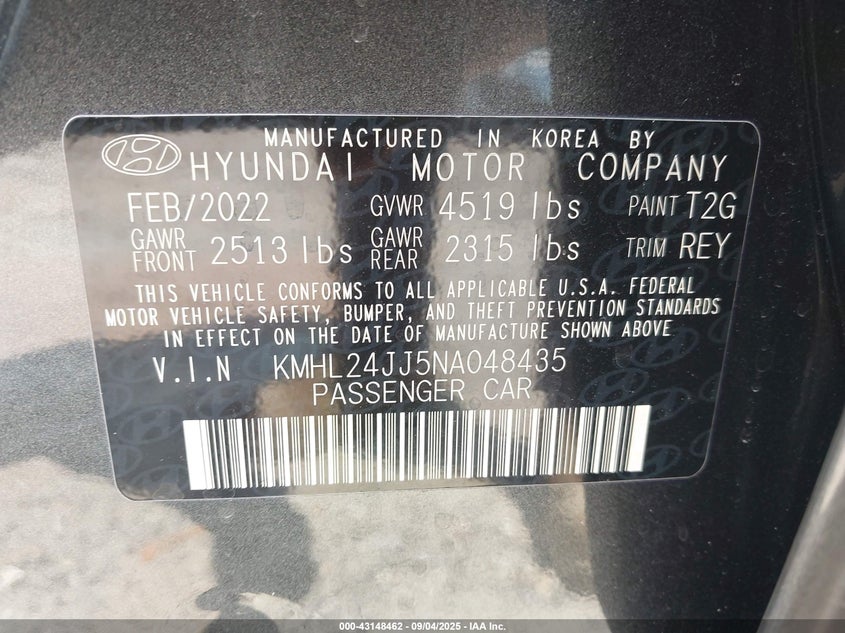 MANUFACTURED IN KOREA BY
HYUNDAI MOTOR COMPANY
FEB/2022 GVWR 4519 lbs PAINT T2G
GAWR FRONT 2513 lbs GAWR REAR 2315 lbs TRIM REY
THIS VEHICLE CONFORMS TO ALL APPLICABLE U.S.A. FEDERAL
MOTOR VEHICLE SAFETY, BUMPER, AND THEFT PREVENTION STANDARDS
IN EFFECT ON THE DATE OF MANUFACTURE SHOWN ABOVE
V.I.N KMHL24JJ5NA048435
PASSENGER CAR
000-43148462 - 09/04/2025 - IAA Inc.